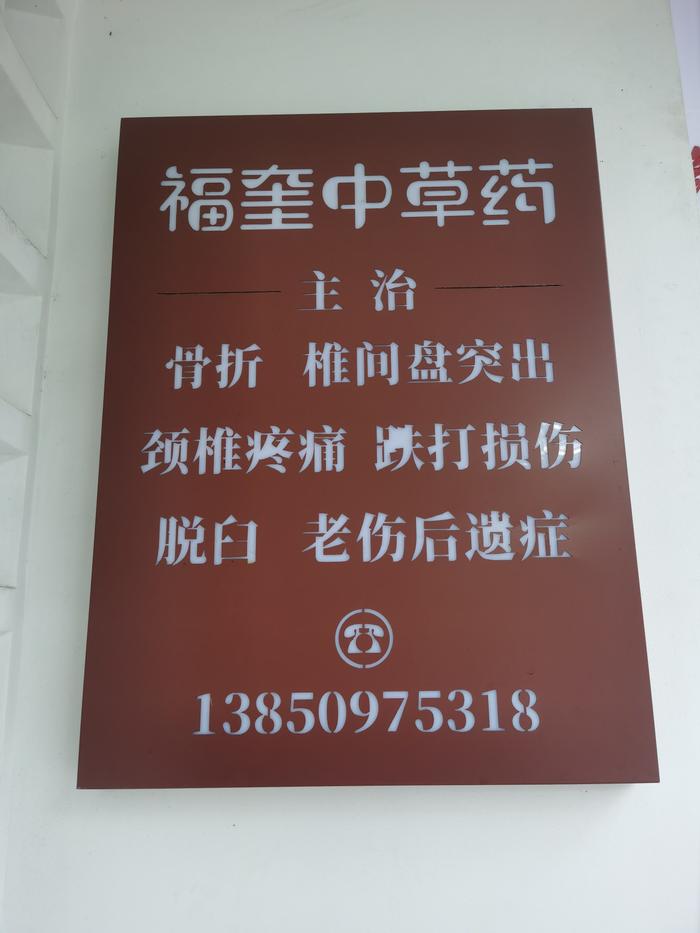 福奎中草药
主治
骨折 椎间盘突出
颈椎疼痛 跌打损伤
脱臼 老伤后遗症
13850975318